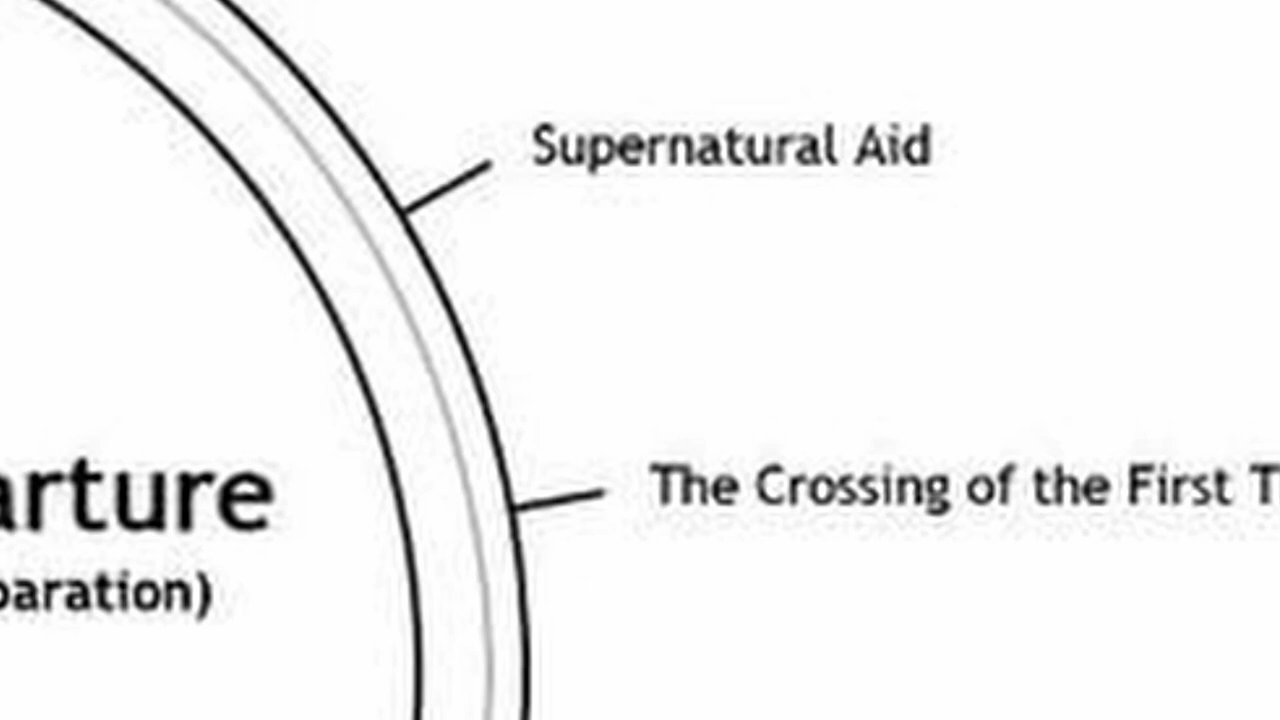 Supernatural Aid
The Crossing of the First T
arture
paration)